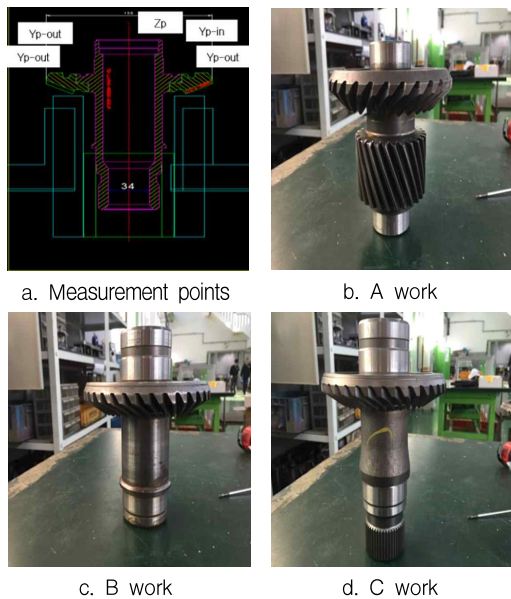 Zp
Yp-out
Yp-in
Yp-out
Yp-out
34
a. Measurement points
b. A work
c. B work
d. C work